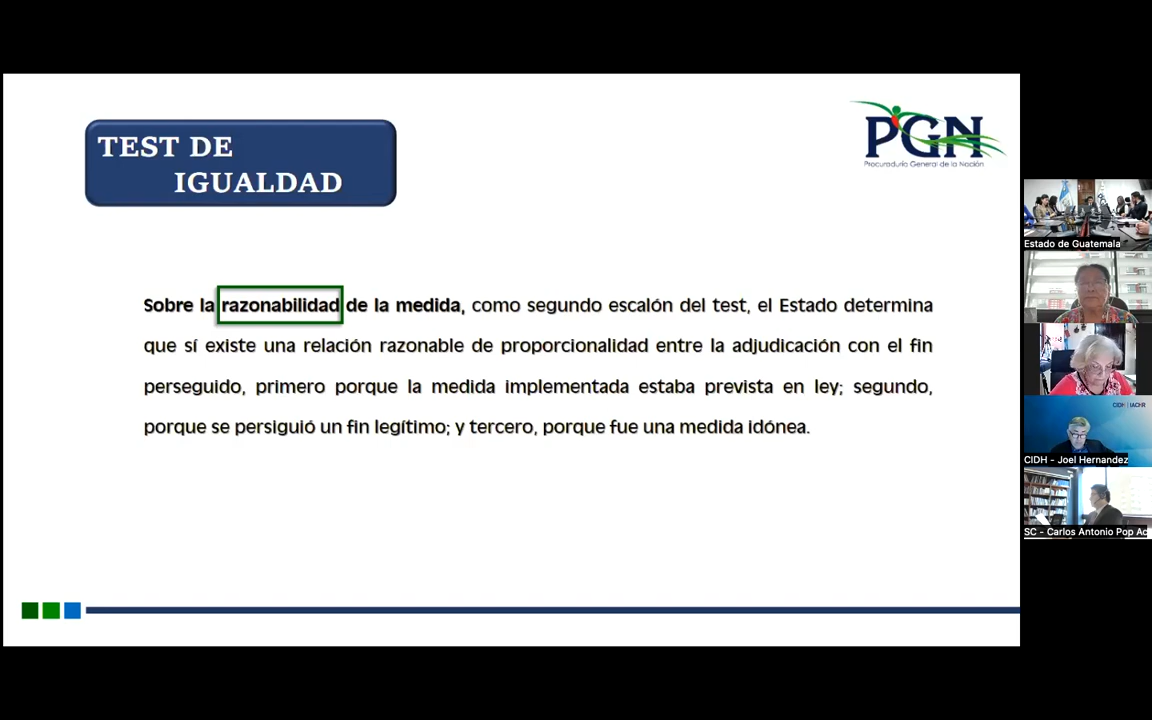 TEST DE
IGUALDAD
PGN
Procuraduría General de la Nación
Sobre la razonabilidad de la medida, como segundo escalón del test, el Estado determina
que sí existe una relación razonable de proporcionalidad entre la adjudicación con el fin
perseguido, primero porque la medida implementada estaba prevista en ley; segundo,
porque se persiguió un fin legítimo; y tercero, porque fue una medida idónea.
Estado de Guatemala
CIDH | IACHR
CIDH - Joel Hernandez
SC - Carlos Antonio Pop Ac